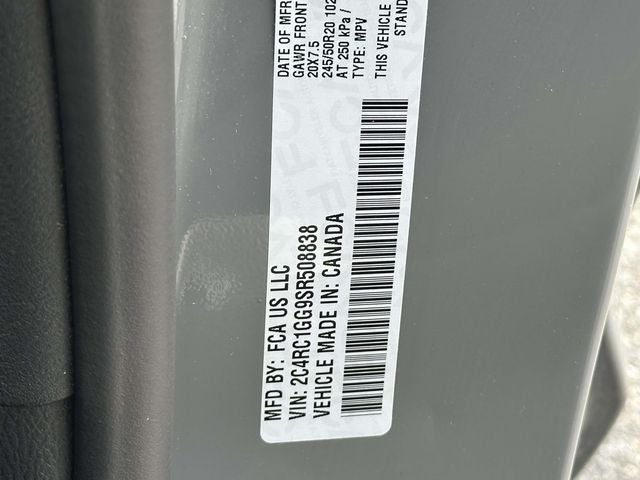 DATE OF MFR
GAWR FRONT
20X7.5
245/50R20 102
AT 250 kPa /
TYPE: MPV
THIS VEHICLE
STAND
MFD BY: FCA US LLC
VIN: 2C4RC1GG9SR508838
VEHICLE MADE IN: CANADA